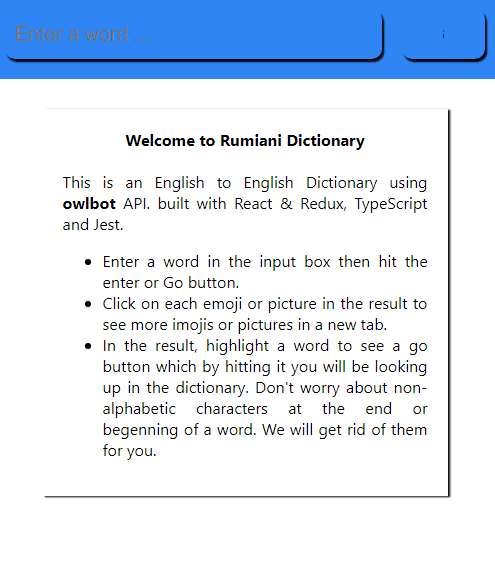 Enter a word ...
i
Welcome to Rumiani Dictionary
This is an English to English Dictionary using
owlbot API. built with React & Redux, TypeScript
and Jest.
Enter a word in the input box then hit the
enter or Go button.
Click on each emoji or picture in the result to
see more imojis or pictures in a new tab.
In the result, highlight a word to see a go
button which by hitting it you will be looking
up in the dictionary. Don't worry about non-
alphabetic characters at the end or
begenning of a word. We will get rid of them
for you.